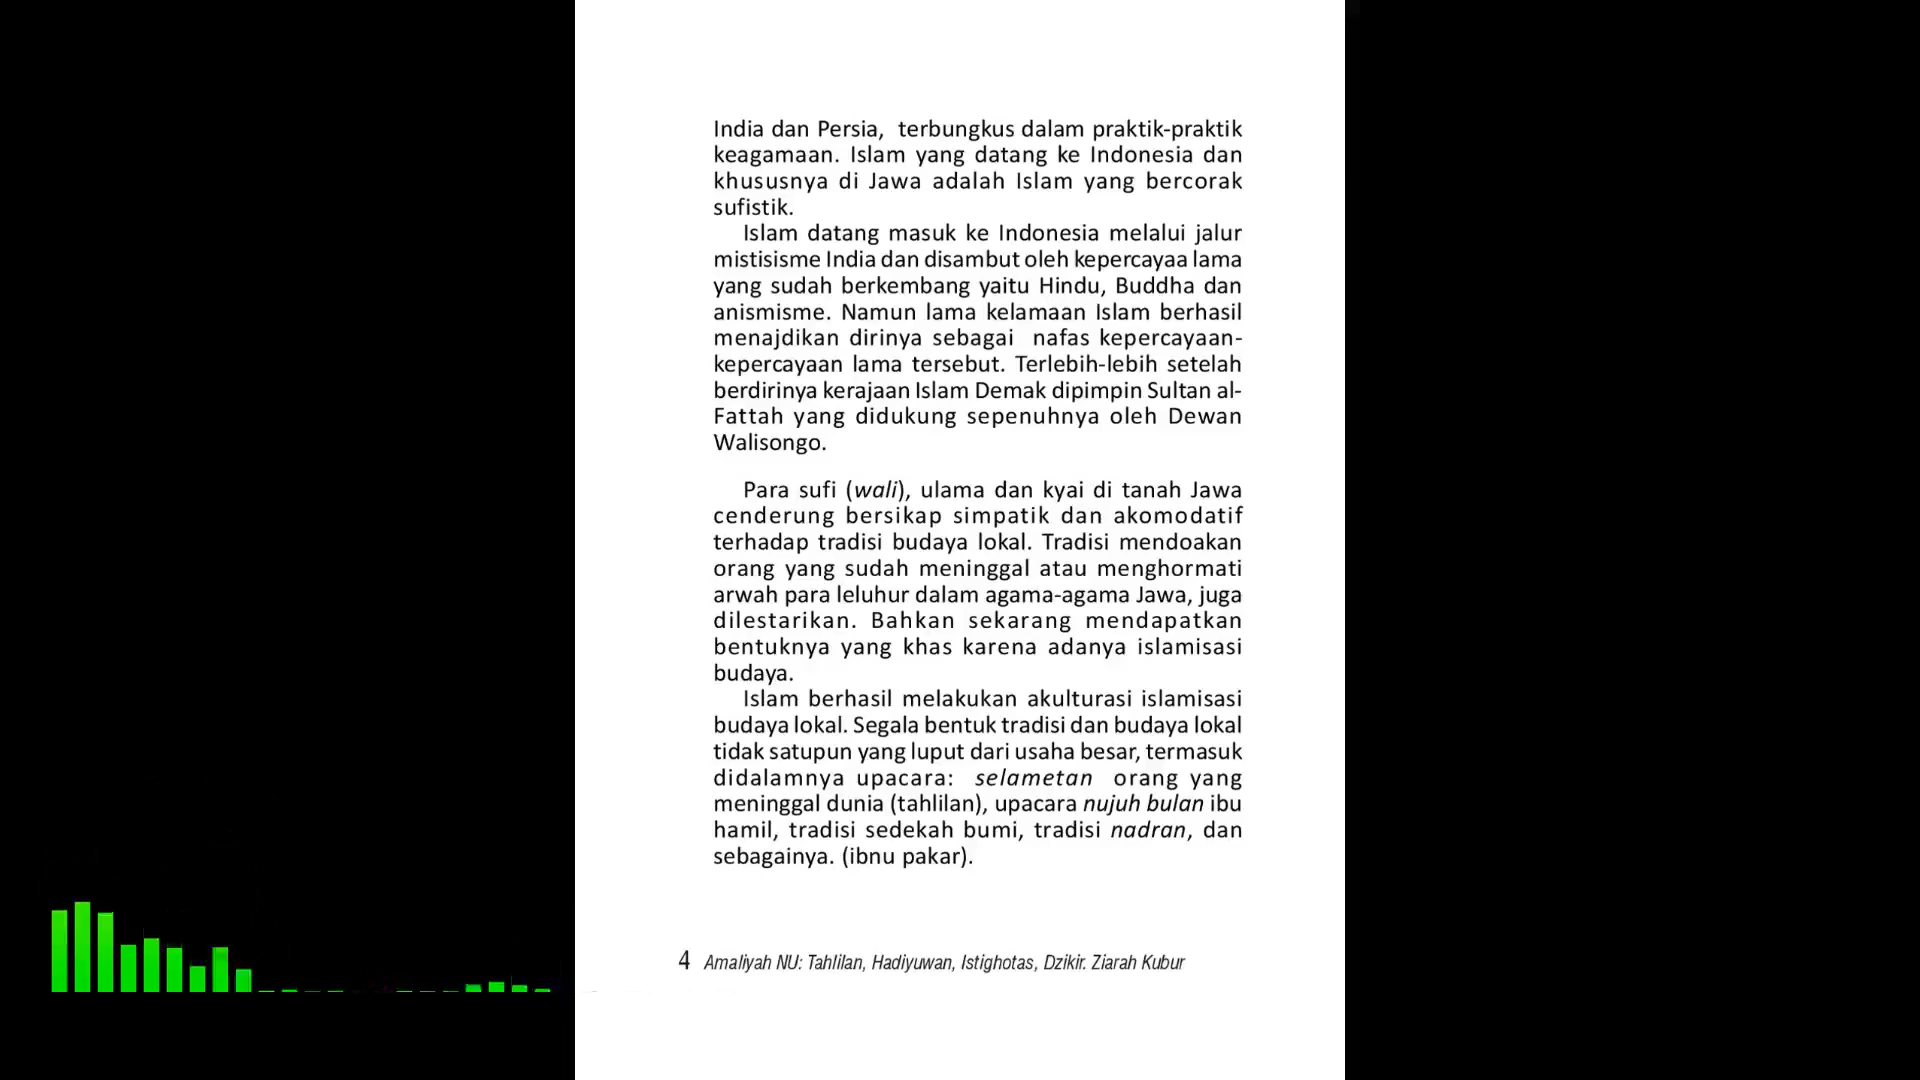 India dan Persia,  terbungkus dalam praktik-praktik
keagamaan. Islam yang datang ke Indonesia dan
khususnya di Jawa adalah Islam yang bercorak
sufistik.
Islam datang masuk ke Indonesia melalui jalur
mistisisme India dan disambut oleh kepercayaa lama
yang sudah berkembang yaitu Hindu, Buddha dan
anismisme. Namun lama kelamaan Islam berhasil
menajdikan dirinya sebagai  nafas kepercayaan-
kepercayaan lama tersebut. Terlebih-lebih setelah
berdirinya kerajaan Islam Demak dipimpin Sultan al-
Fattah yang didukung sepenuhnya oleh Dewan
Walisongo.
Para sufi (wali), ulama dan kyai di tanah Jawa
cenderung bersikap simpatik dan akomodatif
terhadap tradisi budaya lokal. Tradisi mendoakan
orang yang sudah meninggal atau menghormati
arwah para leluhur dalam agama-agama Jawa, juga
dilestarikan. Bahkan sekarang mendapatkan
bentuknya yang khas karena adanya islamisasi
budaya.
Islam berhasil melakukan akulturasi islamisasi
budaya lokal. Segala bentuk tradisi dan budaya lokal
tidak satupun yang luput dari usaha besar, termasuk
didalamnya upacara:  selametan  orang yang
meninggal dunia (tahlilan), upacara nujuh bulan ibu
hamil, tradisi sedekah bumi, tradisi nadran, dan
sebagainya. (ibnu pakar).
4 Amaliyah NU: Tahlilan, Hadiyuwan, Istighotas, Dzikir. Ziarah Kubur